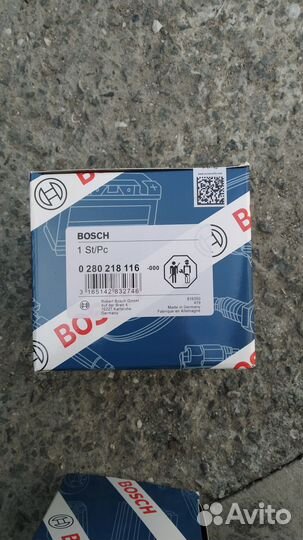 BOSCH
1 St/Pc
0 280 218 116 -000
3 165142 832746
Robert Bosch GmbH
Auf der Breit 4
76227 Karlsruhe
Germany
Made in Germany
Fabriqué en Allemagne
BOSCH
BOSCH
Avito